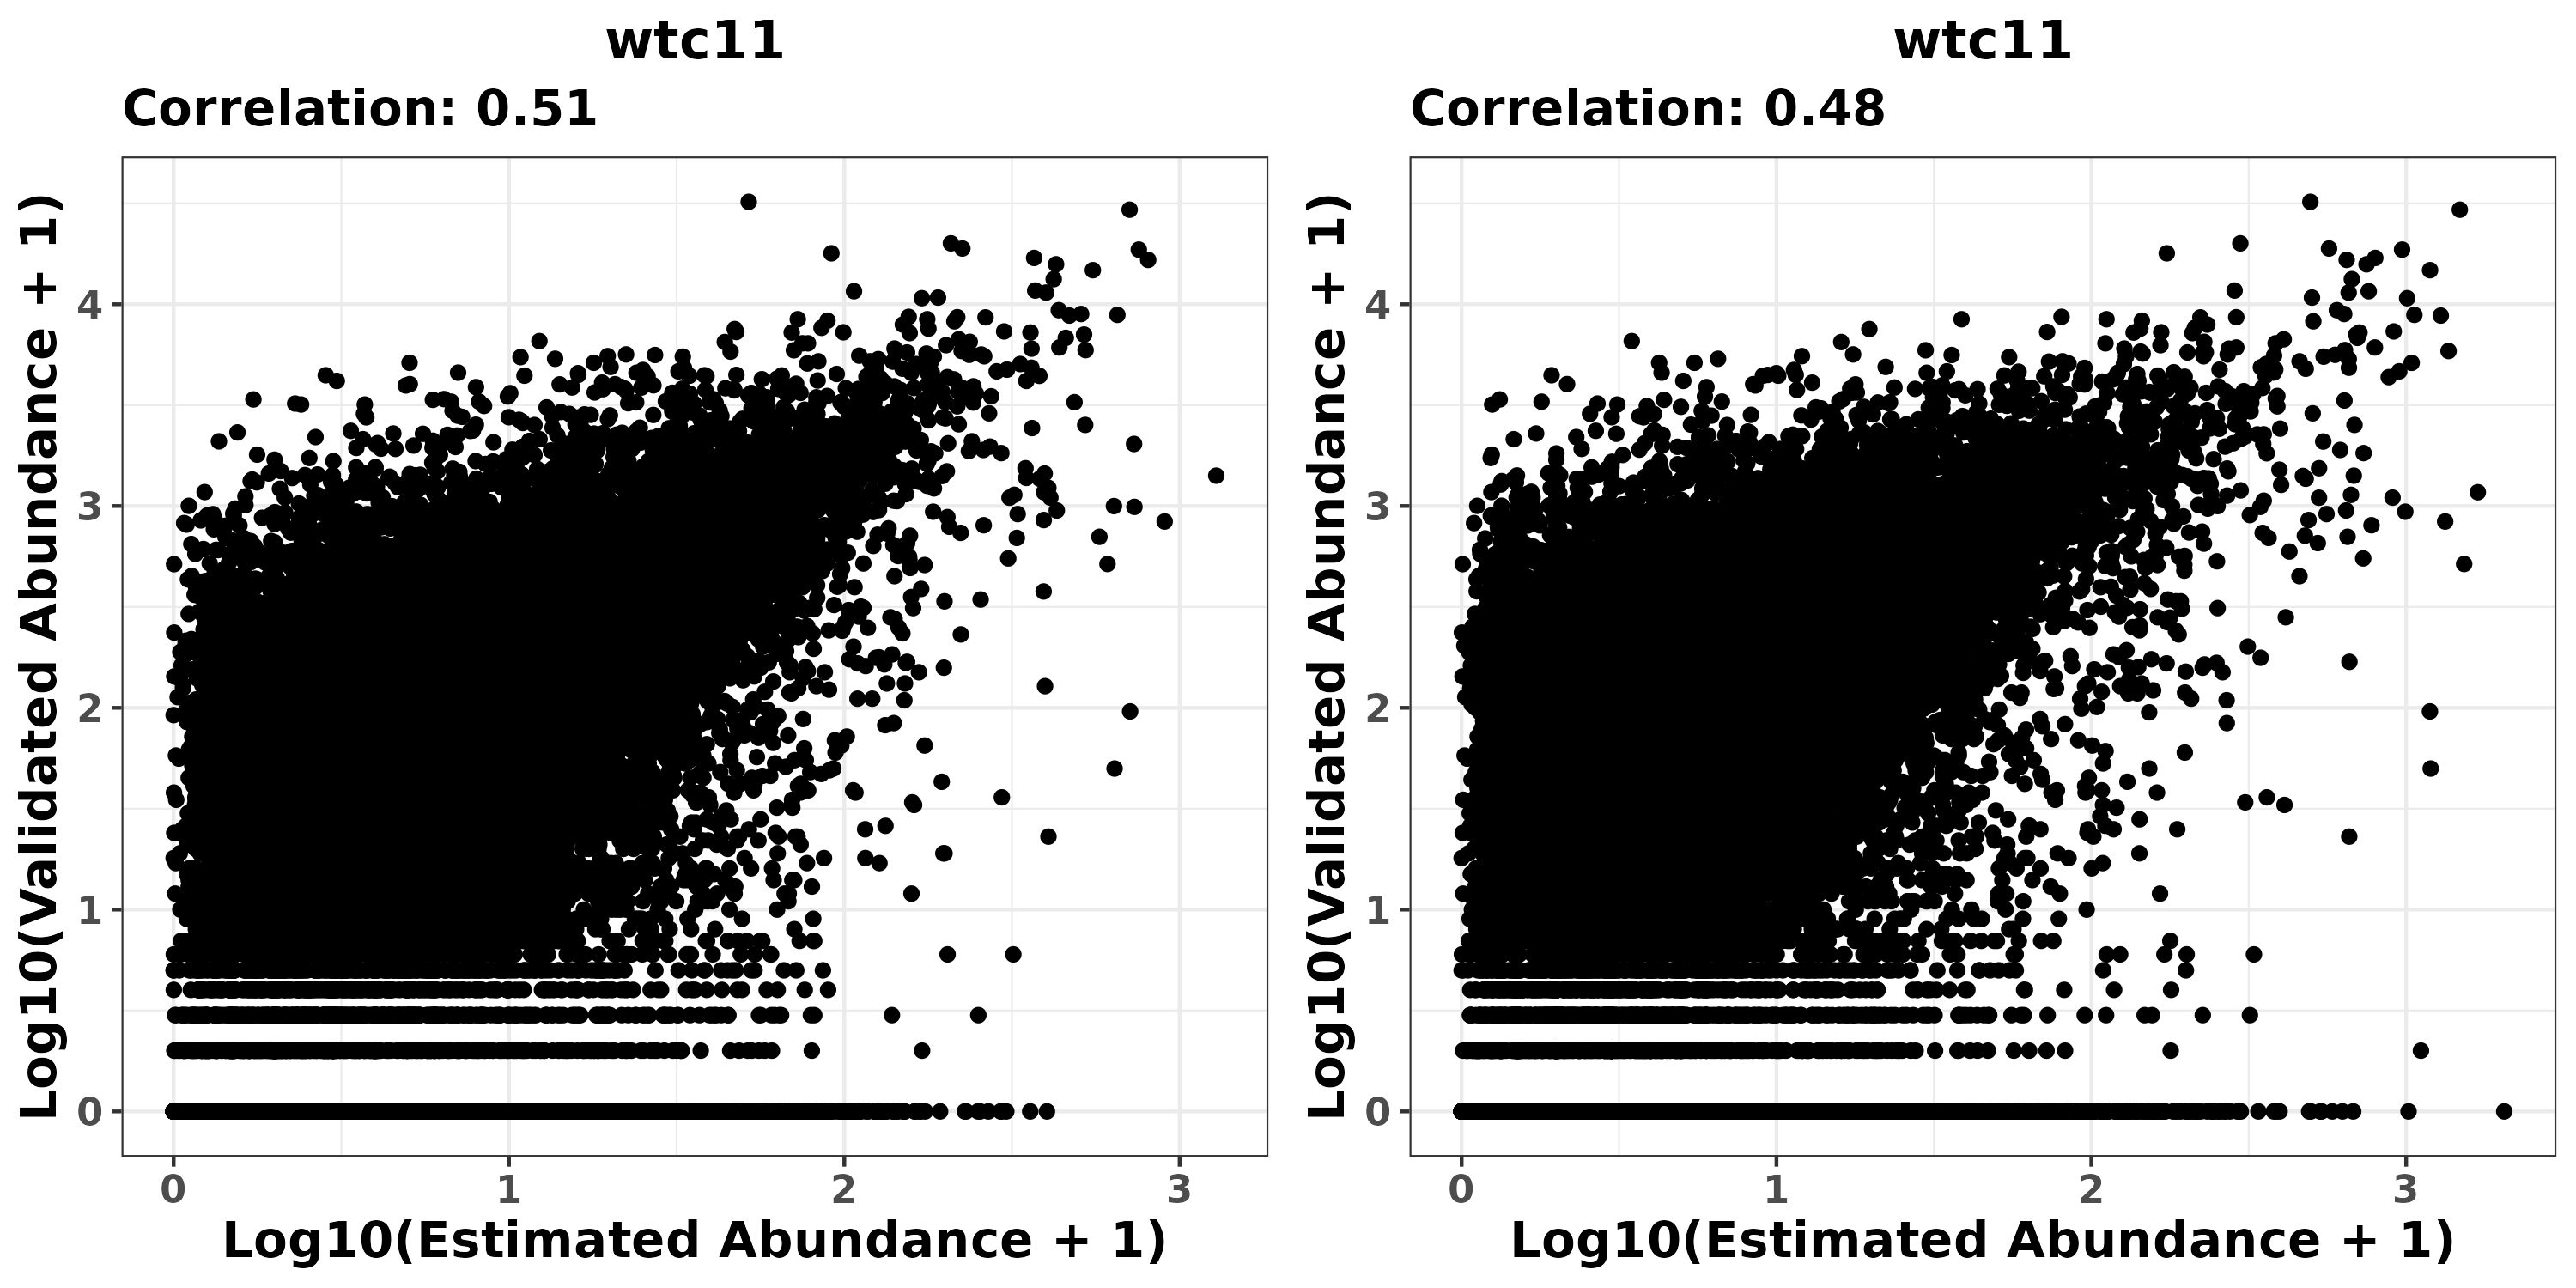 wtc11
Correlation: 0.51
Log10(Validated Abundance + 1)
4
3
2
1
0
0 1 2 3
Log10(Estimated Abundance + 1)
wtc11
Correlation: 0.48
Log10(Validated Abundance + 1)
4
3
2
1
0
0 1 2 3
Log10(Estimated Abundance + 1)